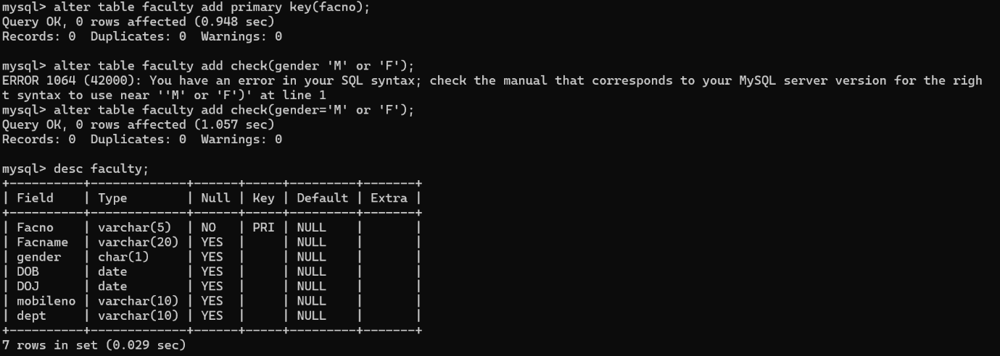 mysql> alter table faculty add primary key(facno);
Query OK, 0 rows affected (0.948 sec)
Records: 0  Duplicates: 0  Warnings: 0

mysql> alter table faculty add check(gender 'M' or 'F');
ERROR 1064 (42000): You have an error in your SQL syntax; check the manual that corresponds to your MySQL server version for the righ
t syntax to use near ''M' or 'F')' at line 1
mysql> alter table faculty add check(gender='M' or 'F');
Query OK, 0 rows affected (1.057 sec)
Records: 0  Duplicates: 0  Warnings: 0

mysql> desc faculty;
+----------+-------------+------+-----+---------+-------+
| Field    | Type        | Null | Key | Default | Extra |
+----------+-------------+------+-----+---------+-------+
| Facno    | varchar(5)  | NO   | PRI | NULL    |       |
| Facname  | varchar(20) | YES  |     | NULL    |       |
| gender   | char(1)     | YES  |     | NULL    |       |
| DOB      | date        | YES  |     | NULL    |       |
| DOJ      | date        | YES  |     | NULL    |       |
| mobileno | varchar(10) | YES  |     | NULL    |       |
| dept     | varchar(10) | YES  |     | NULL    |       |
+----------+-------------+------+-----+---------+-------+
7 rows in set (0.029 sec)